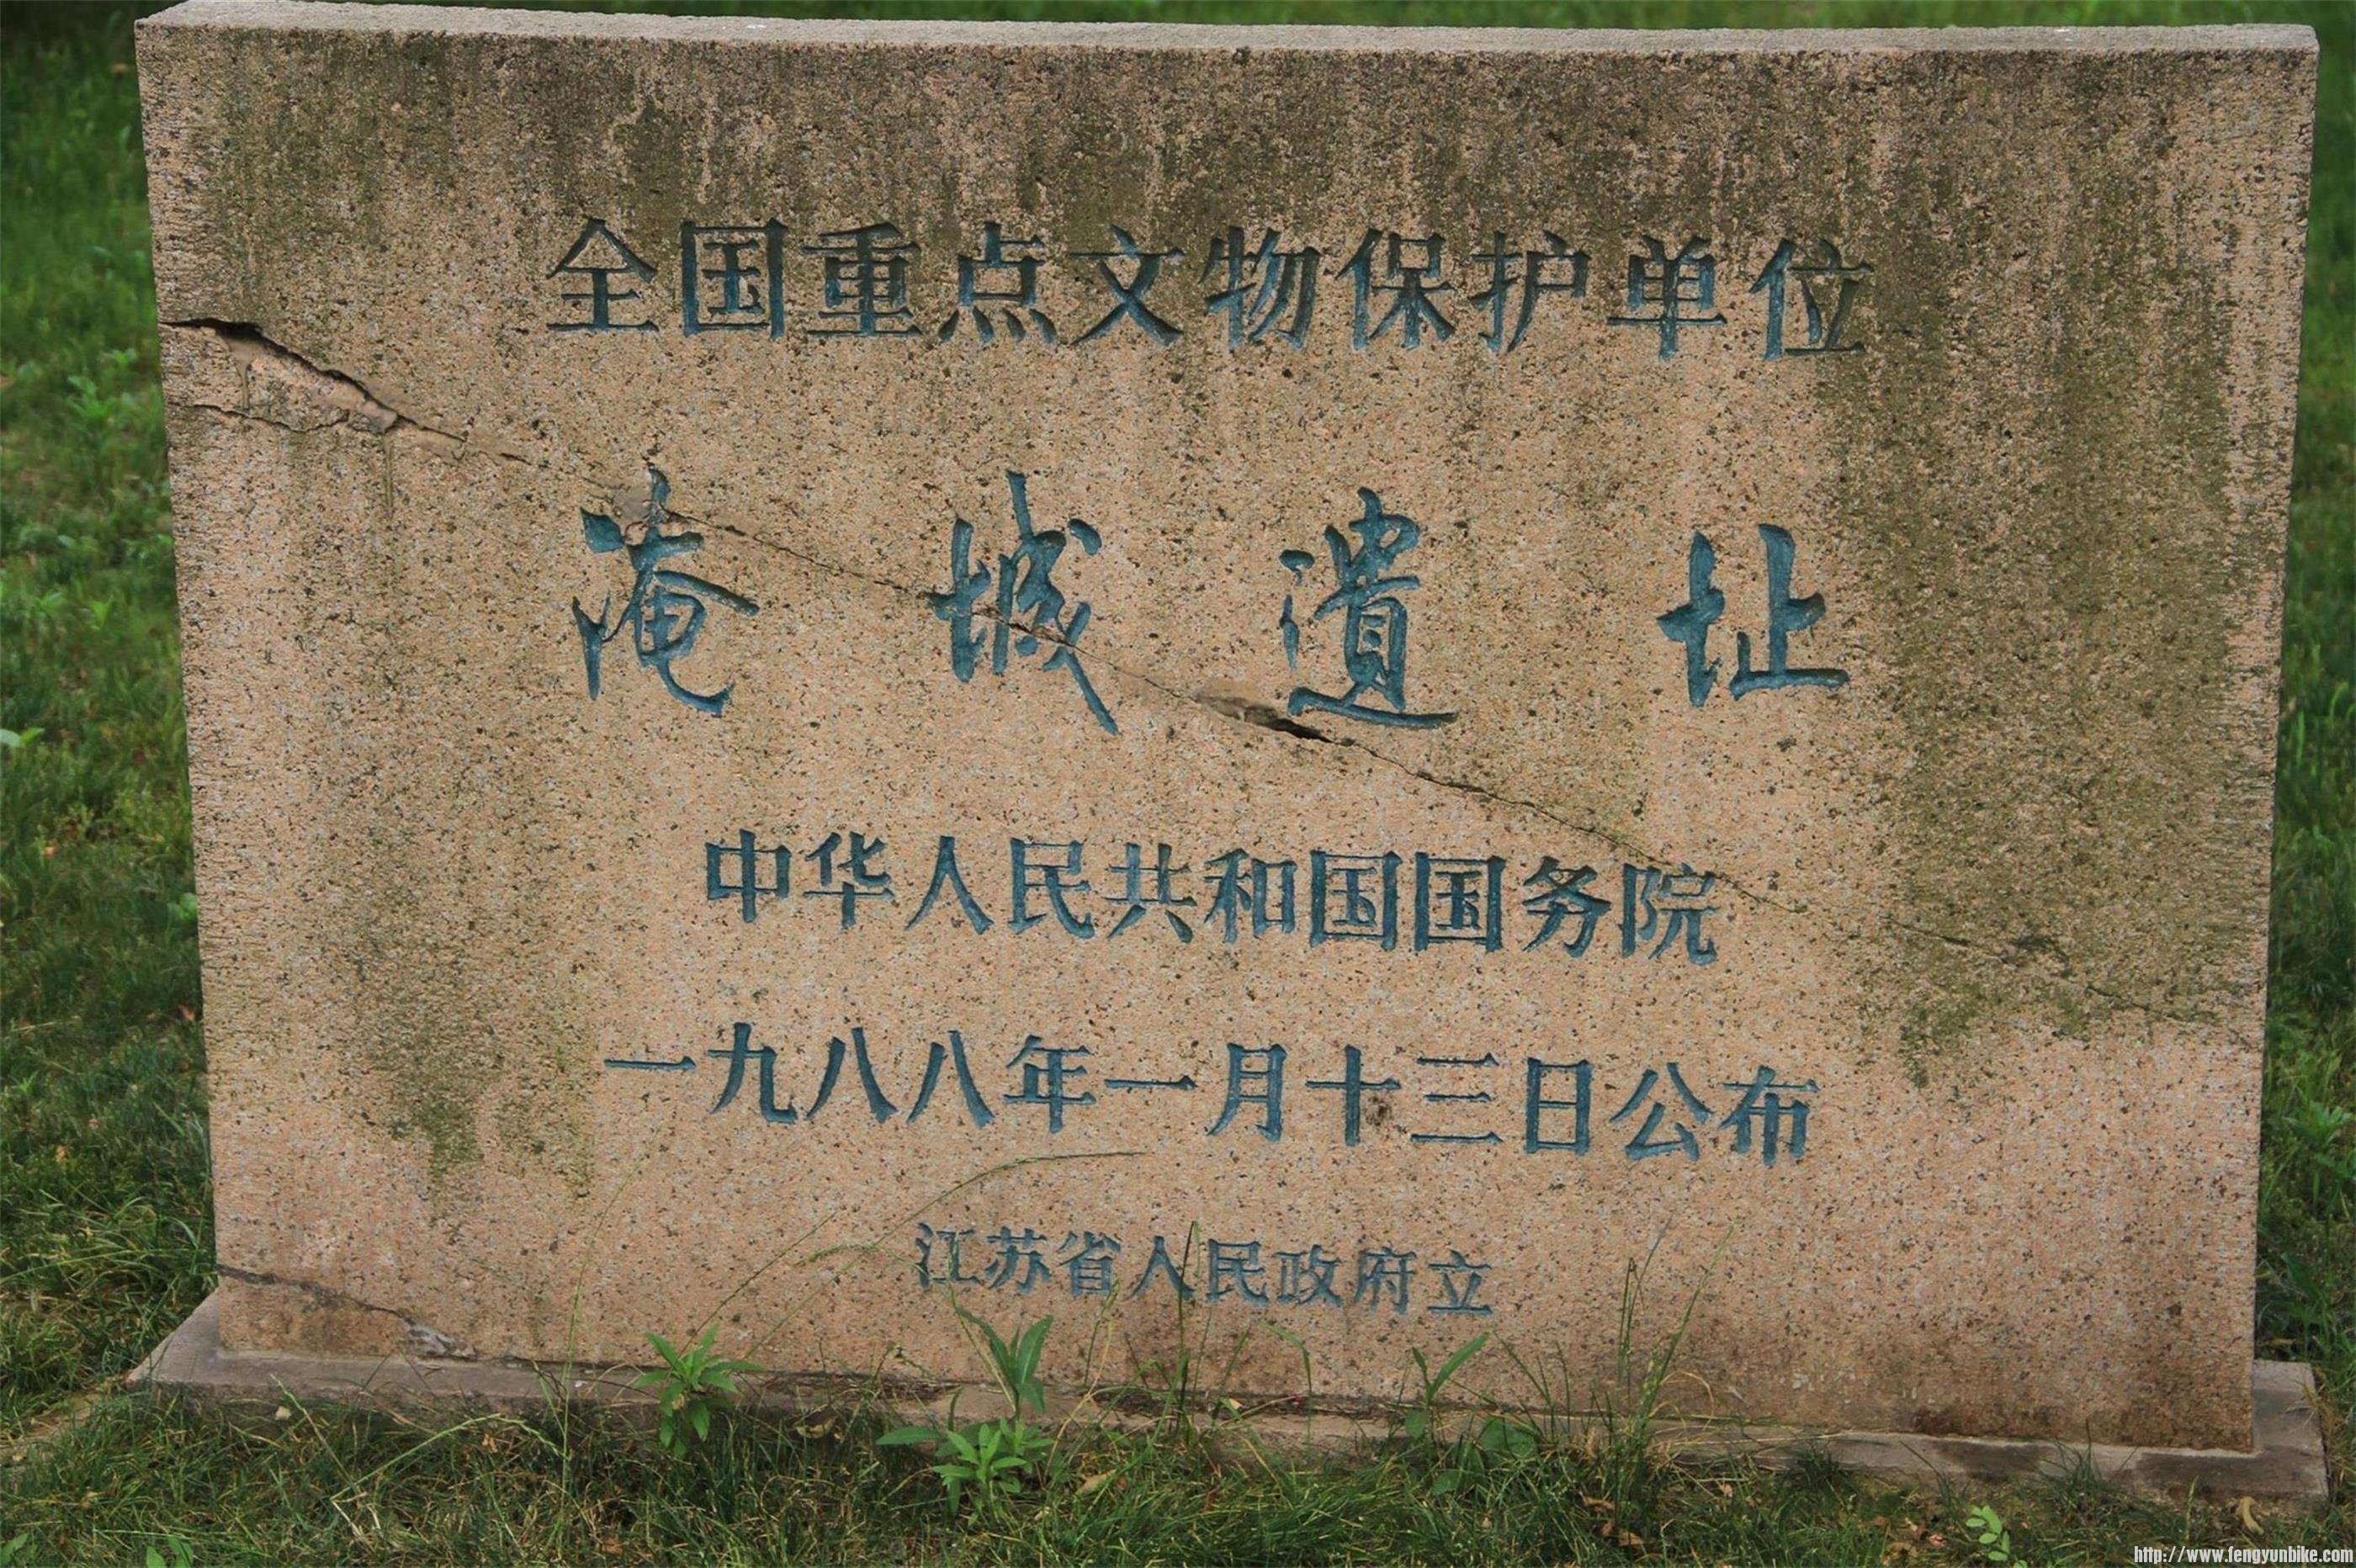 全国重点文物保护单位
淹城遗址
中华人民共和国国务院
一九八八年一月十三日公布
江苏省人民政府立
http://www.fengyunbike.com